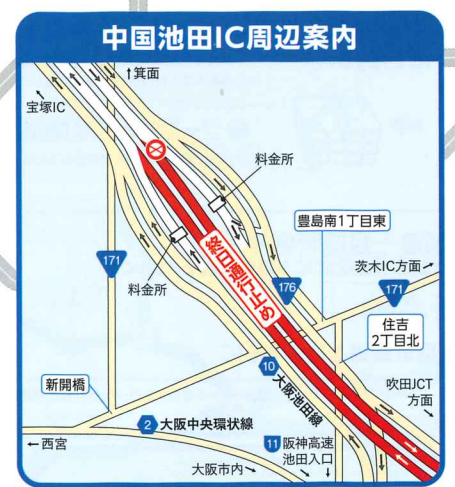 中国池田IC周辺案内
↑箕面
宝塚IC
料金所
豊島南1丁目東
171
茨木IC方面
料金所
終日通行止め
176
171
住吉
2丁目北
10
大阪池田線
新開橋
吹田JCT
方面
2
大阪中央環状線
←西宮
11
阪神高速
池田入口
大阪市内